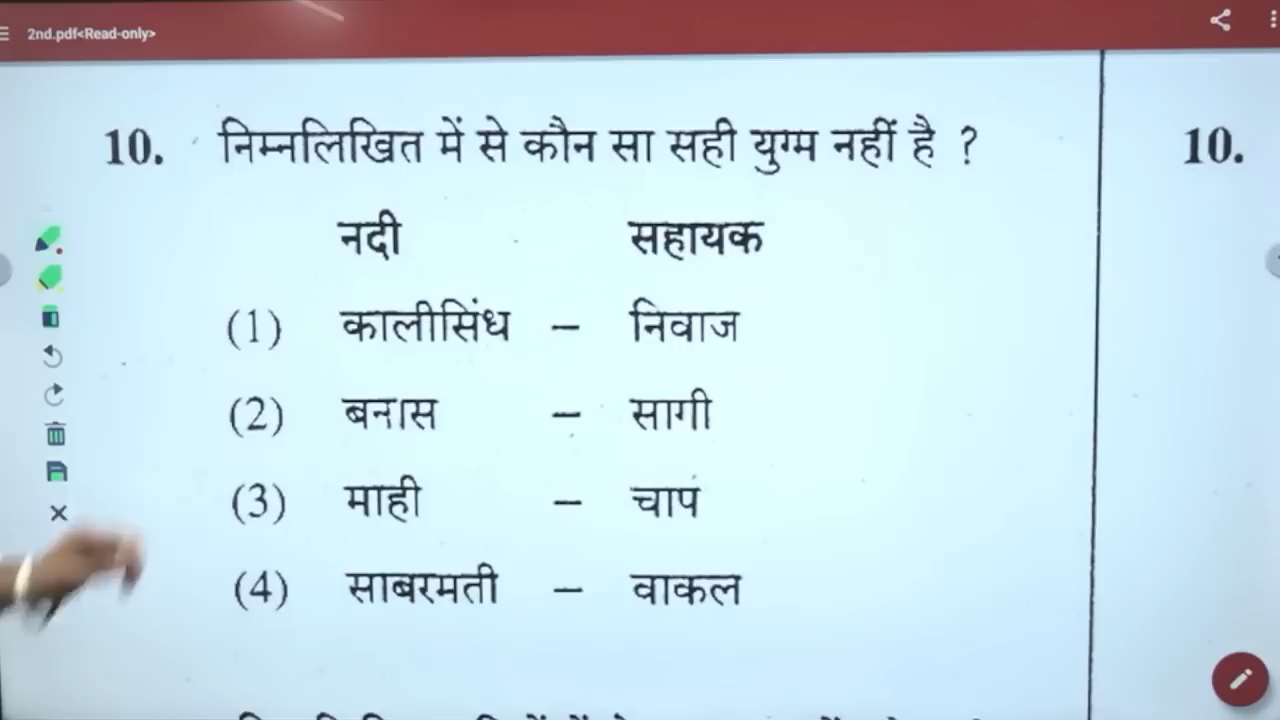 2nd.pdf<Read-only>
10. निम्नलिखित में से कौन सा सही युग्म नहीं है ?
10.
नदी सहायक
(1) कालीसिंध – निवाज
(2) बनास – सागी
(3) माही – चाप
(4) साबरमती – वाकल